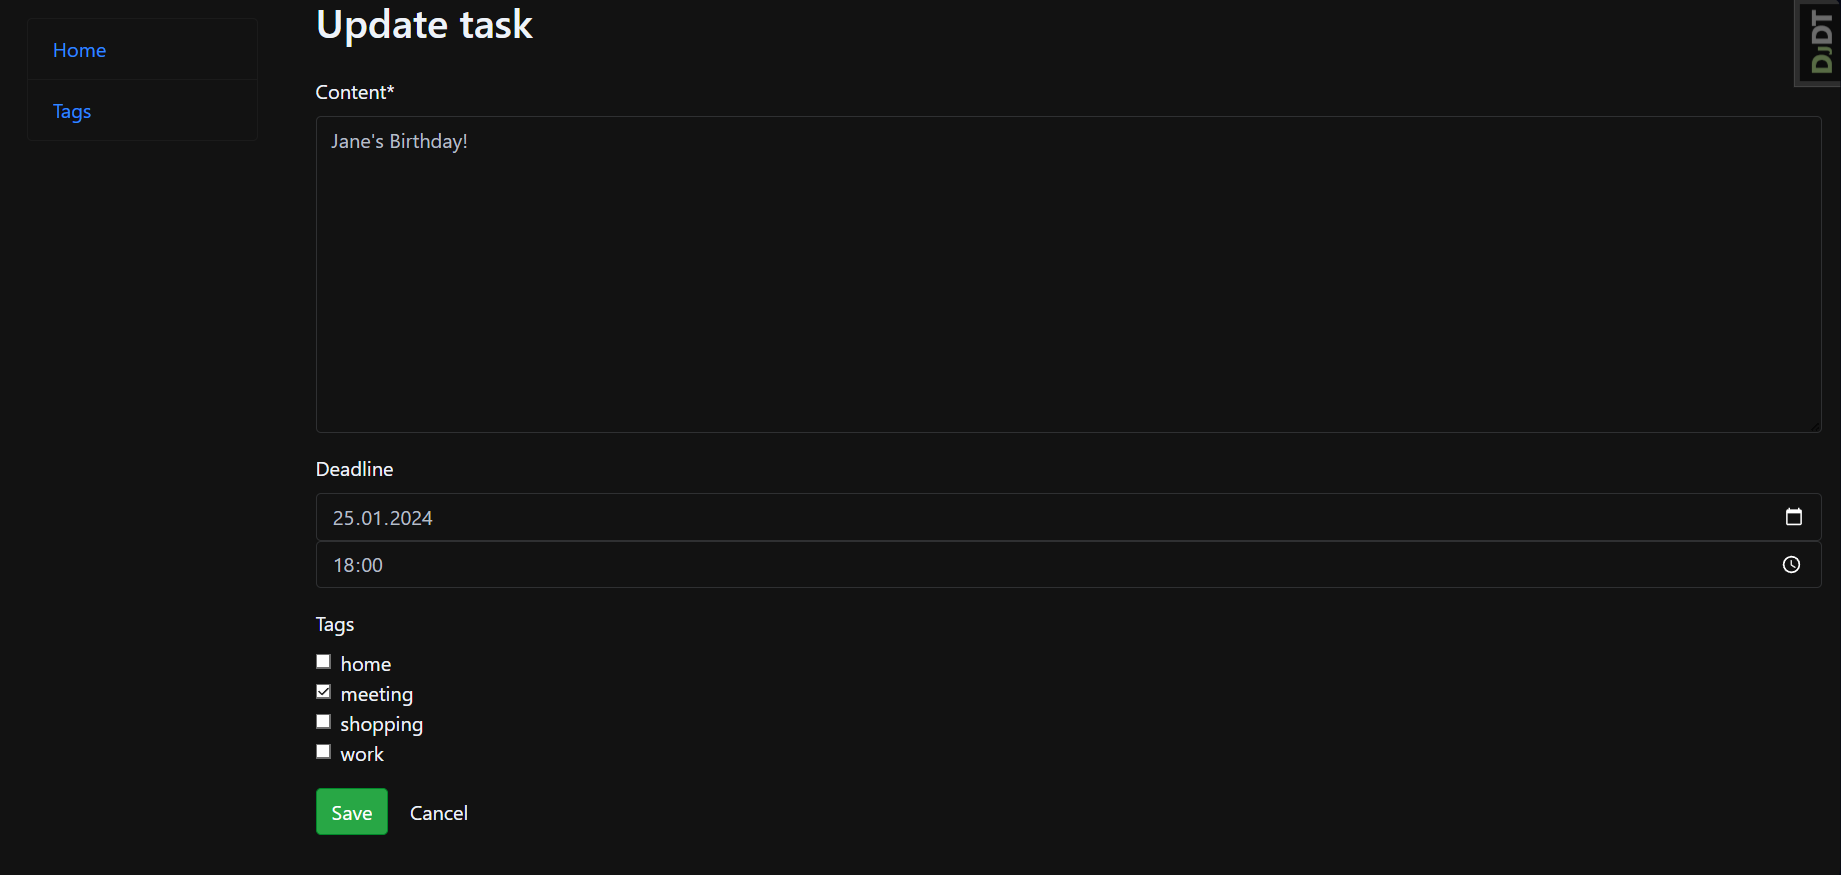 Home
Tags
Update task
Content*
Jane's Birthday!
Deadline
25.01.2024
18:00
Tags
home
meeting
shopping
work
Save
Cancel
DjDT